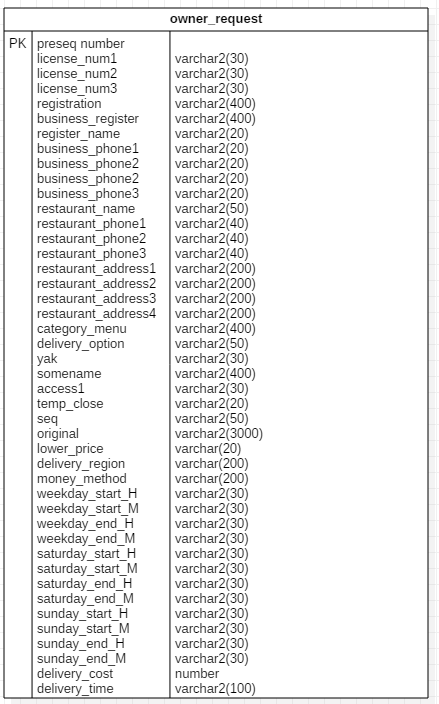 owner_request
PK preseq number
license_num1 varchar2(30)
license_num2 varchar2(30)
license_num3 varchar2(30)
registration varchar2(400)
business_register varchar2(400)
register_name varchar2(20)
business_phone1 varchar2(20)
business_phone2 varchar2(20)
business_phone2 varchar2(20)
business_phone3 varchar2(20)
restaurant_name varchar2(50)
restaurant_phone1 varchar2(40)
restaurant_phone2 varchar2(40)
restaurant_phone3 varchar2(40)
restaurant_address1 varchar2(200)
restaurant_address2 varchar2(200)
restaurant_address3 varchar2(200)
restaurant_address4 varchar2(200)
category_menu varchar2(400)
delivery_option varchar2(50)
yak varchar2(30)
somename varchar2(400)
access1 varchar2(30)
temp_close varchar2(20)
seq varchar2(50)
original varchar2(3000)
lower_price varchar(20)
delivery_region varchar(200)
money_method varchar(200)
weekday_start_H varchar2(30)
weekday_start_M varchar2(30)
weekday_end_H varchar2(30)
weekday_end_M varchar2(30)
saturday_start_H varchar2(30)
saturday_start_M varchar2(30)
saturday_end_H varchar2(30)
saturday_end_M varchar2(30)
sunday_start_H varchar2(30)
sunday_start_M varchar2(30)
sunday_end_H varchar2(30)
sunday_end_M varchar2(30)
delivery_cost number
delivery_time varchar2(100)